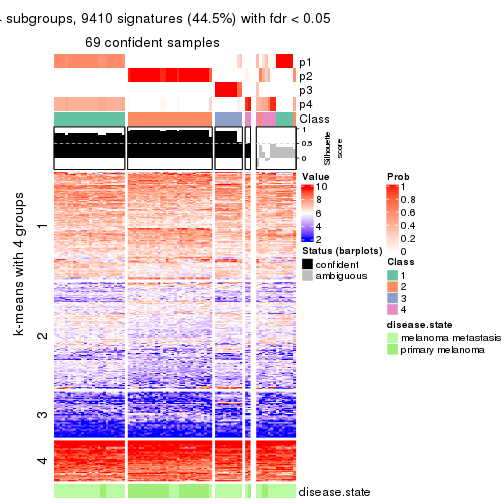 subgroups, 9410 signatures (44.5%) with fdr < 0.05
69 confident samples
p1
p2
p3
p4
Class
1
0.5
0
Silhouette
score
k-means with 4 groups
1
2
3
4
disease.state
Value
10
8
6
4
2
Status (barplots)
confident
ambiguous
Prob
1
0.8
0.6
0.4
0.2
0
Class
1
2
3
4
disease.state
melanoma metastasis
primary melanoma